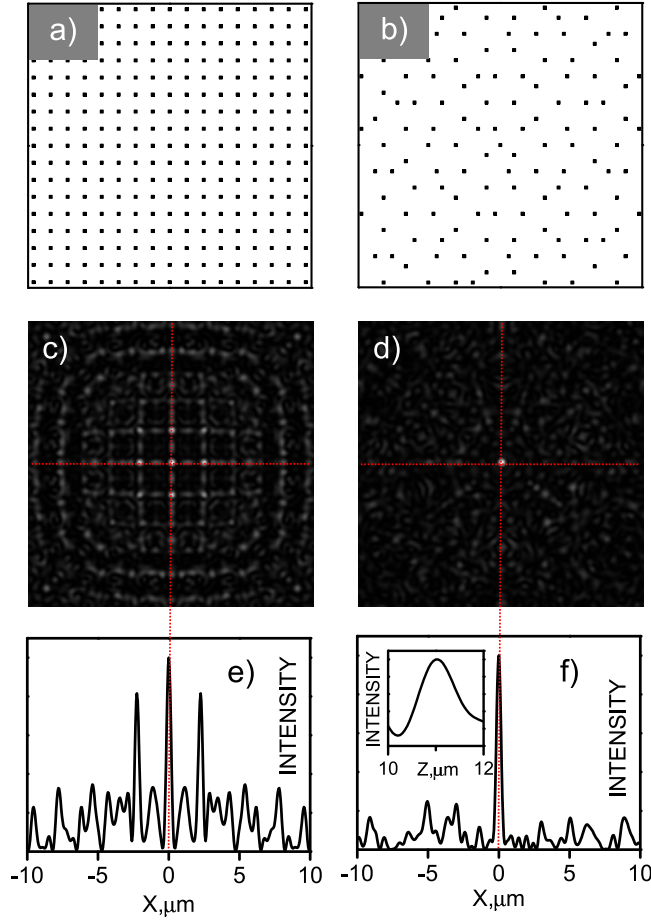 a)
b)
c)
d)
e)
INTENSITY
-10 -5 0 5 10
X,μm
f)
INTENSITY
INTENSITY
10 12
Z,μm
-10 -5 0 5 10
X,μm